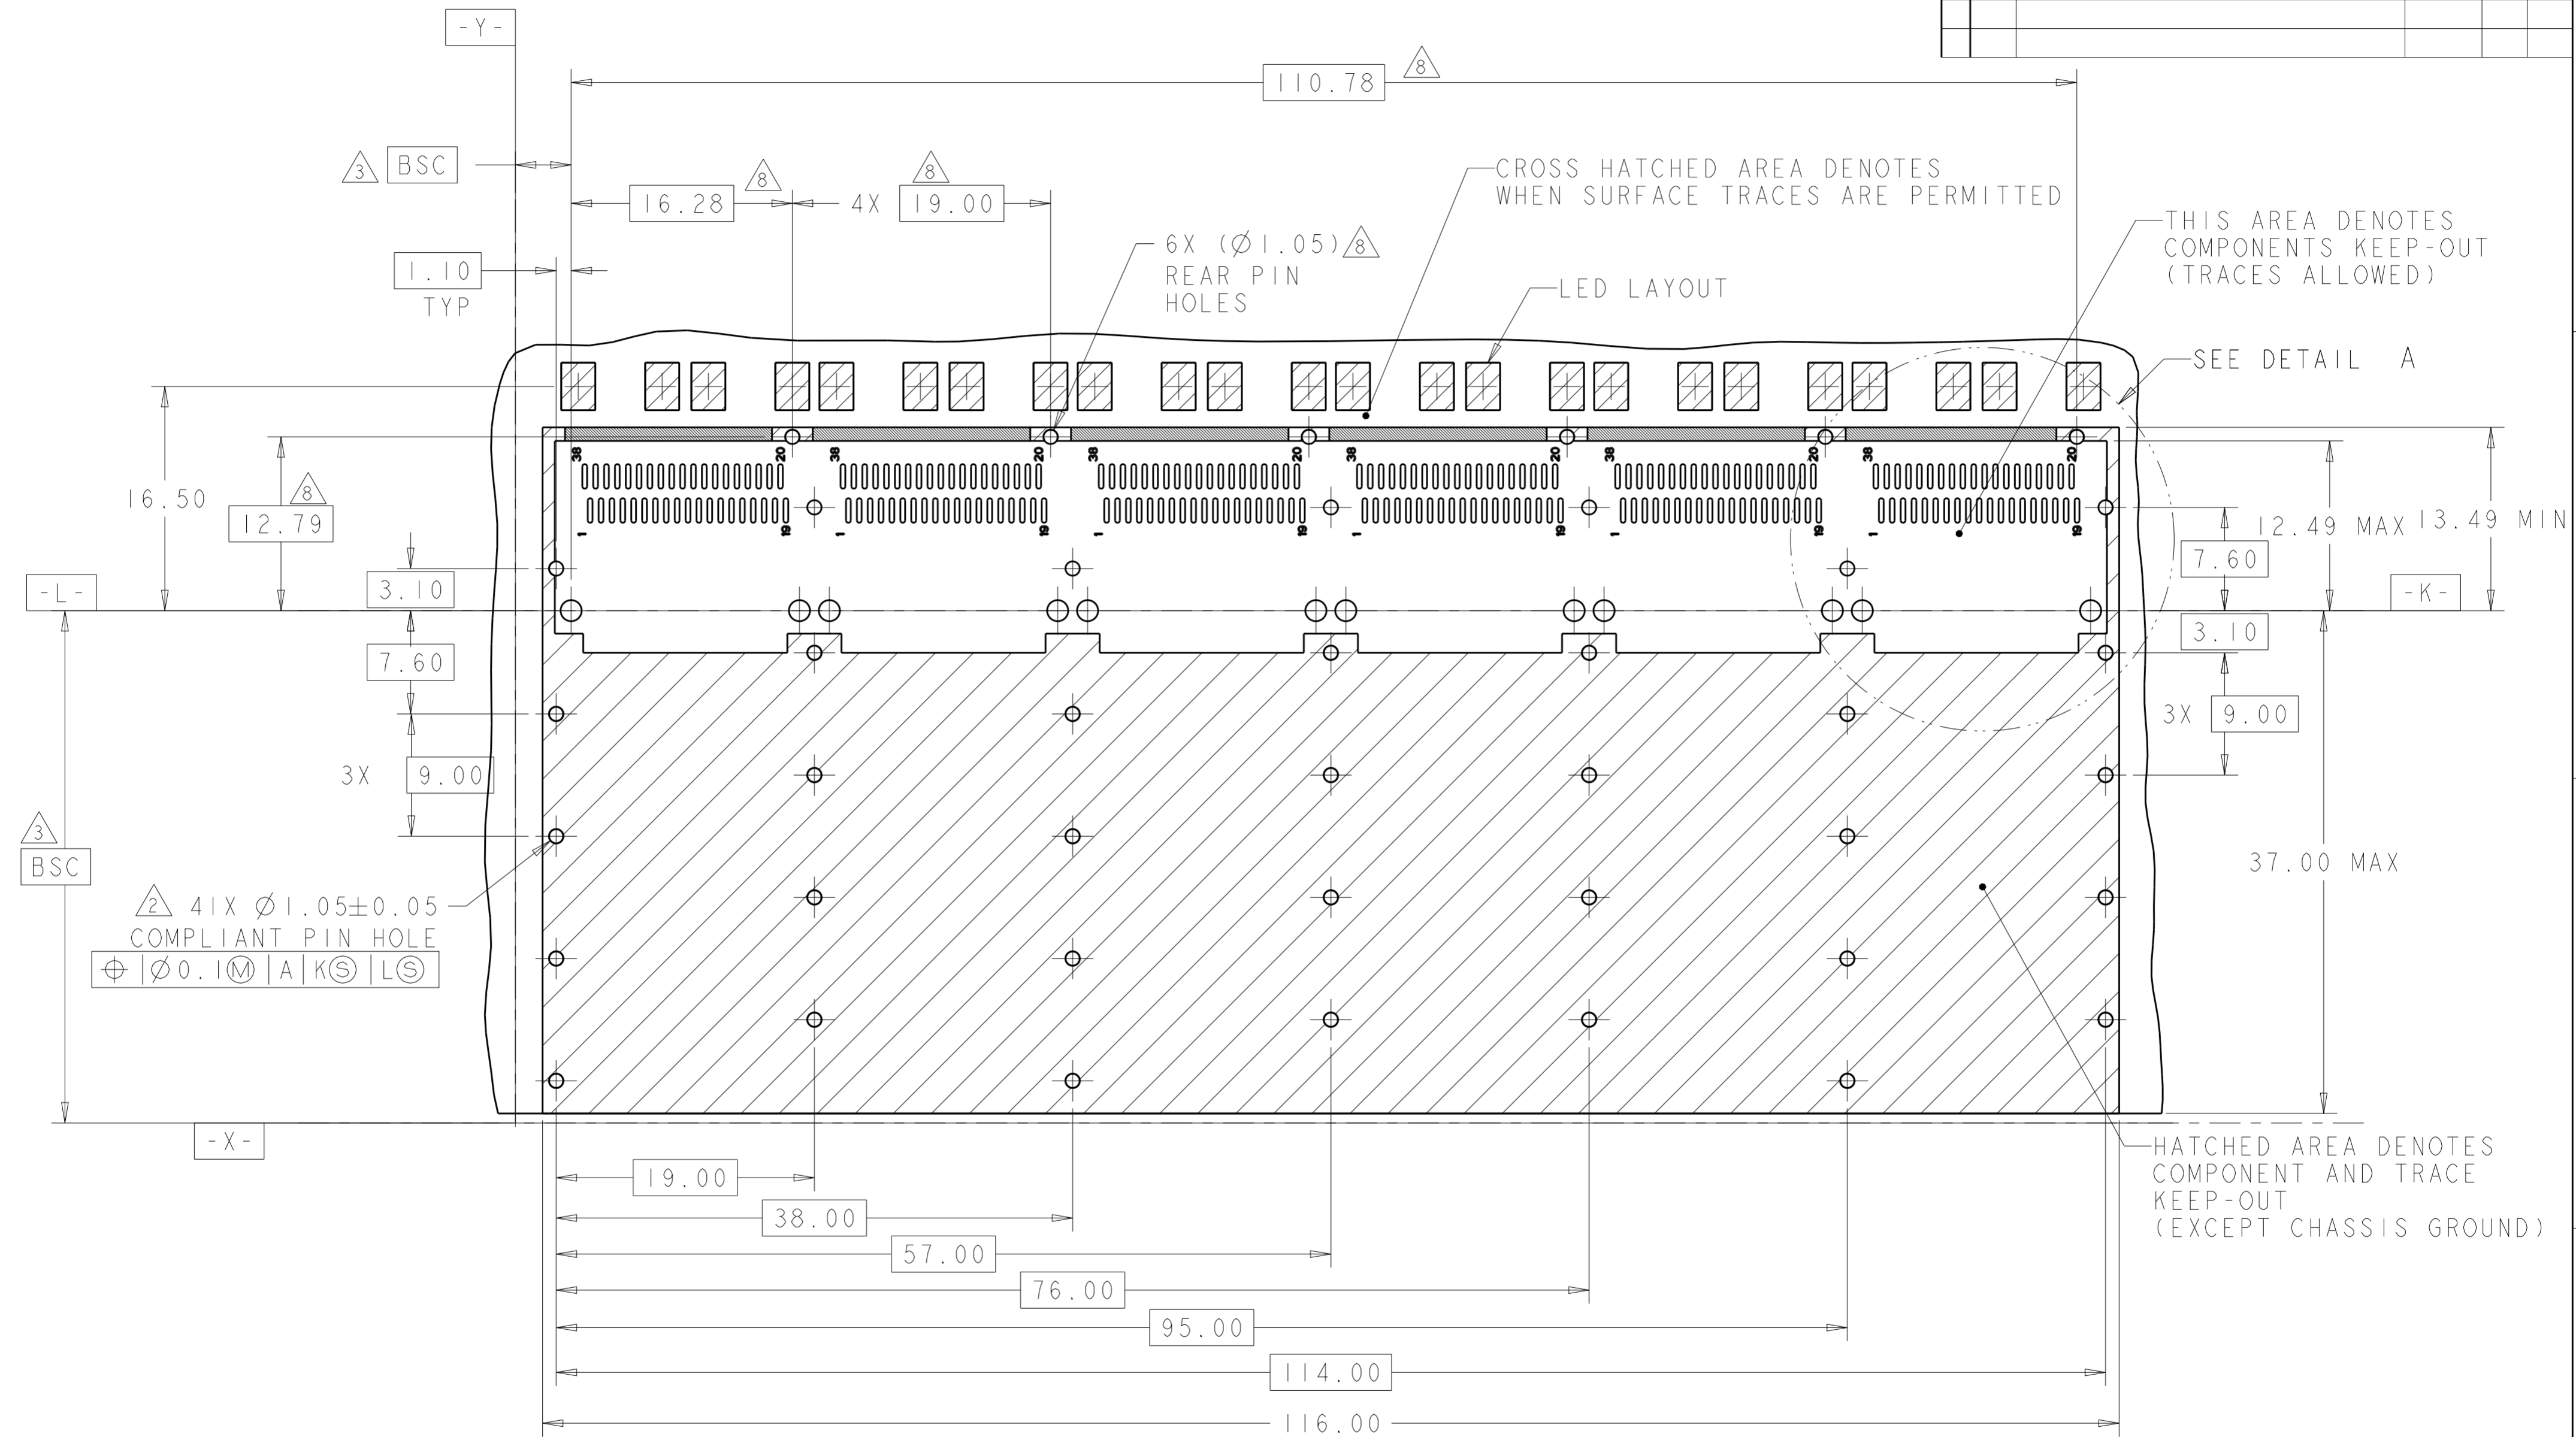 -Y-
110.78 8
3 BSC
16.28 8
4X 19.00 8
CROSS HATCHED AREA DENOTES
WHEN SURFACE TRACES ARE PERMITTED
THIS AREA DENOTES
COMPONENTS KEEP-OUT
(TRACES ALLOWED)
1.10
TYP
6X (Ø1.05) 8
REAR PIN
HOLES
LED LAYOUT
SEE DETAIL A
38 20 38 20 38 20 38 20 38 20 38 20
1 19 1 19 1 19 1 19 1 19 1 19
16.50
12.79 8
12.49 MAX
13.49 MIN
7.60
-L-
3.10
-K-
3.10
7.60
3X 9.00
3X 9.00
3
BSC
37.00 MAX
2 41X Ø1.05±0.05
COMPLIANT PIN HOLE
⌖|Ø0.1Ⓜ|A|KⓈ|LⓈ
-X-
HATCHED AREA DENOTES
COMPONENT AND TRACE
KEEP-OUT
(EXCEPT CHASSIS GROUND)
19.00
38.00
57.00
76.00
95.00
114.00
116.00